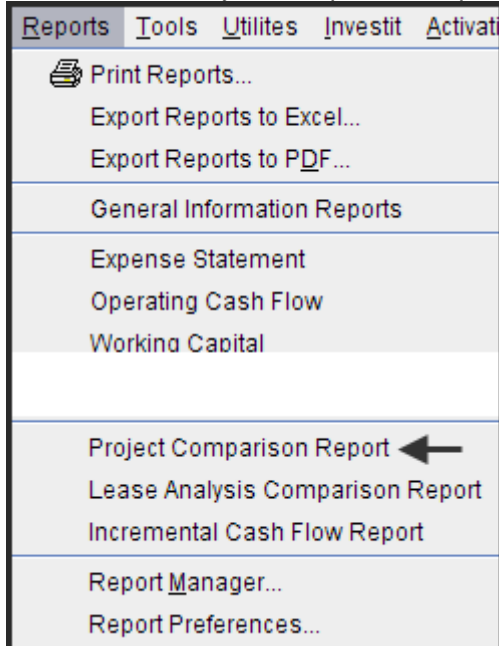 Reports Tools Utilites Investit Activati
Print Reports...
Export Reports to Excel...
Export Reports to PDF...
General Information Reports
Expense Statement
Operating Cash Flow
Working Capital
Project Comparison Report
Lease Analysis Comparison Report
Incremental Cash Flow Report
Report Manager...
Report Preferences...